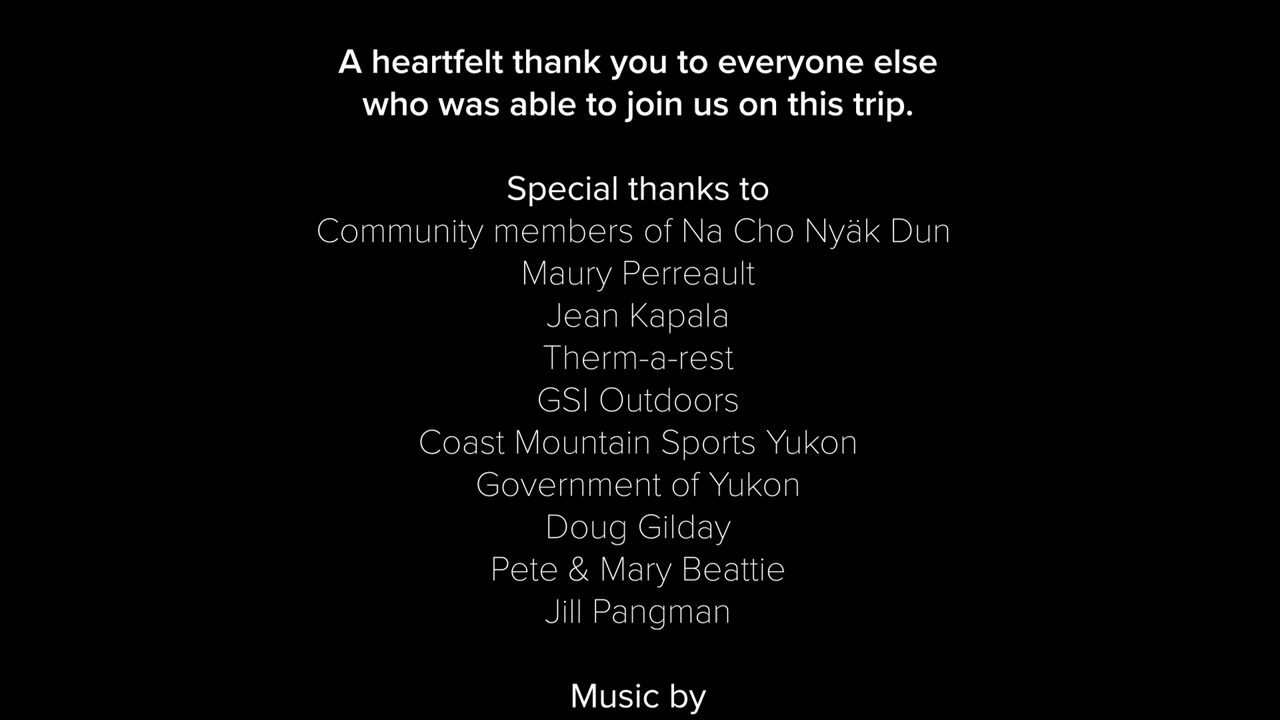 A heartfelt thank you to everyone else
who was able to join us on this trip.
Special thanks to
Community members of Na Cho Nyäk Dun
Maury Perreault
Jean Kapala
Therm-a-rest
GSI Outdoors
Coast Mountain Sports Yukon
Government of Yukon
Doug Gilday
Pete & Mary Beattie
Jill Pangman
Music by